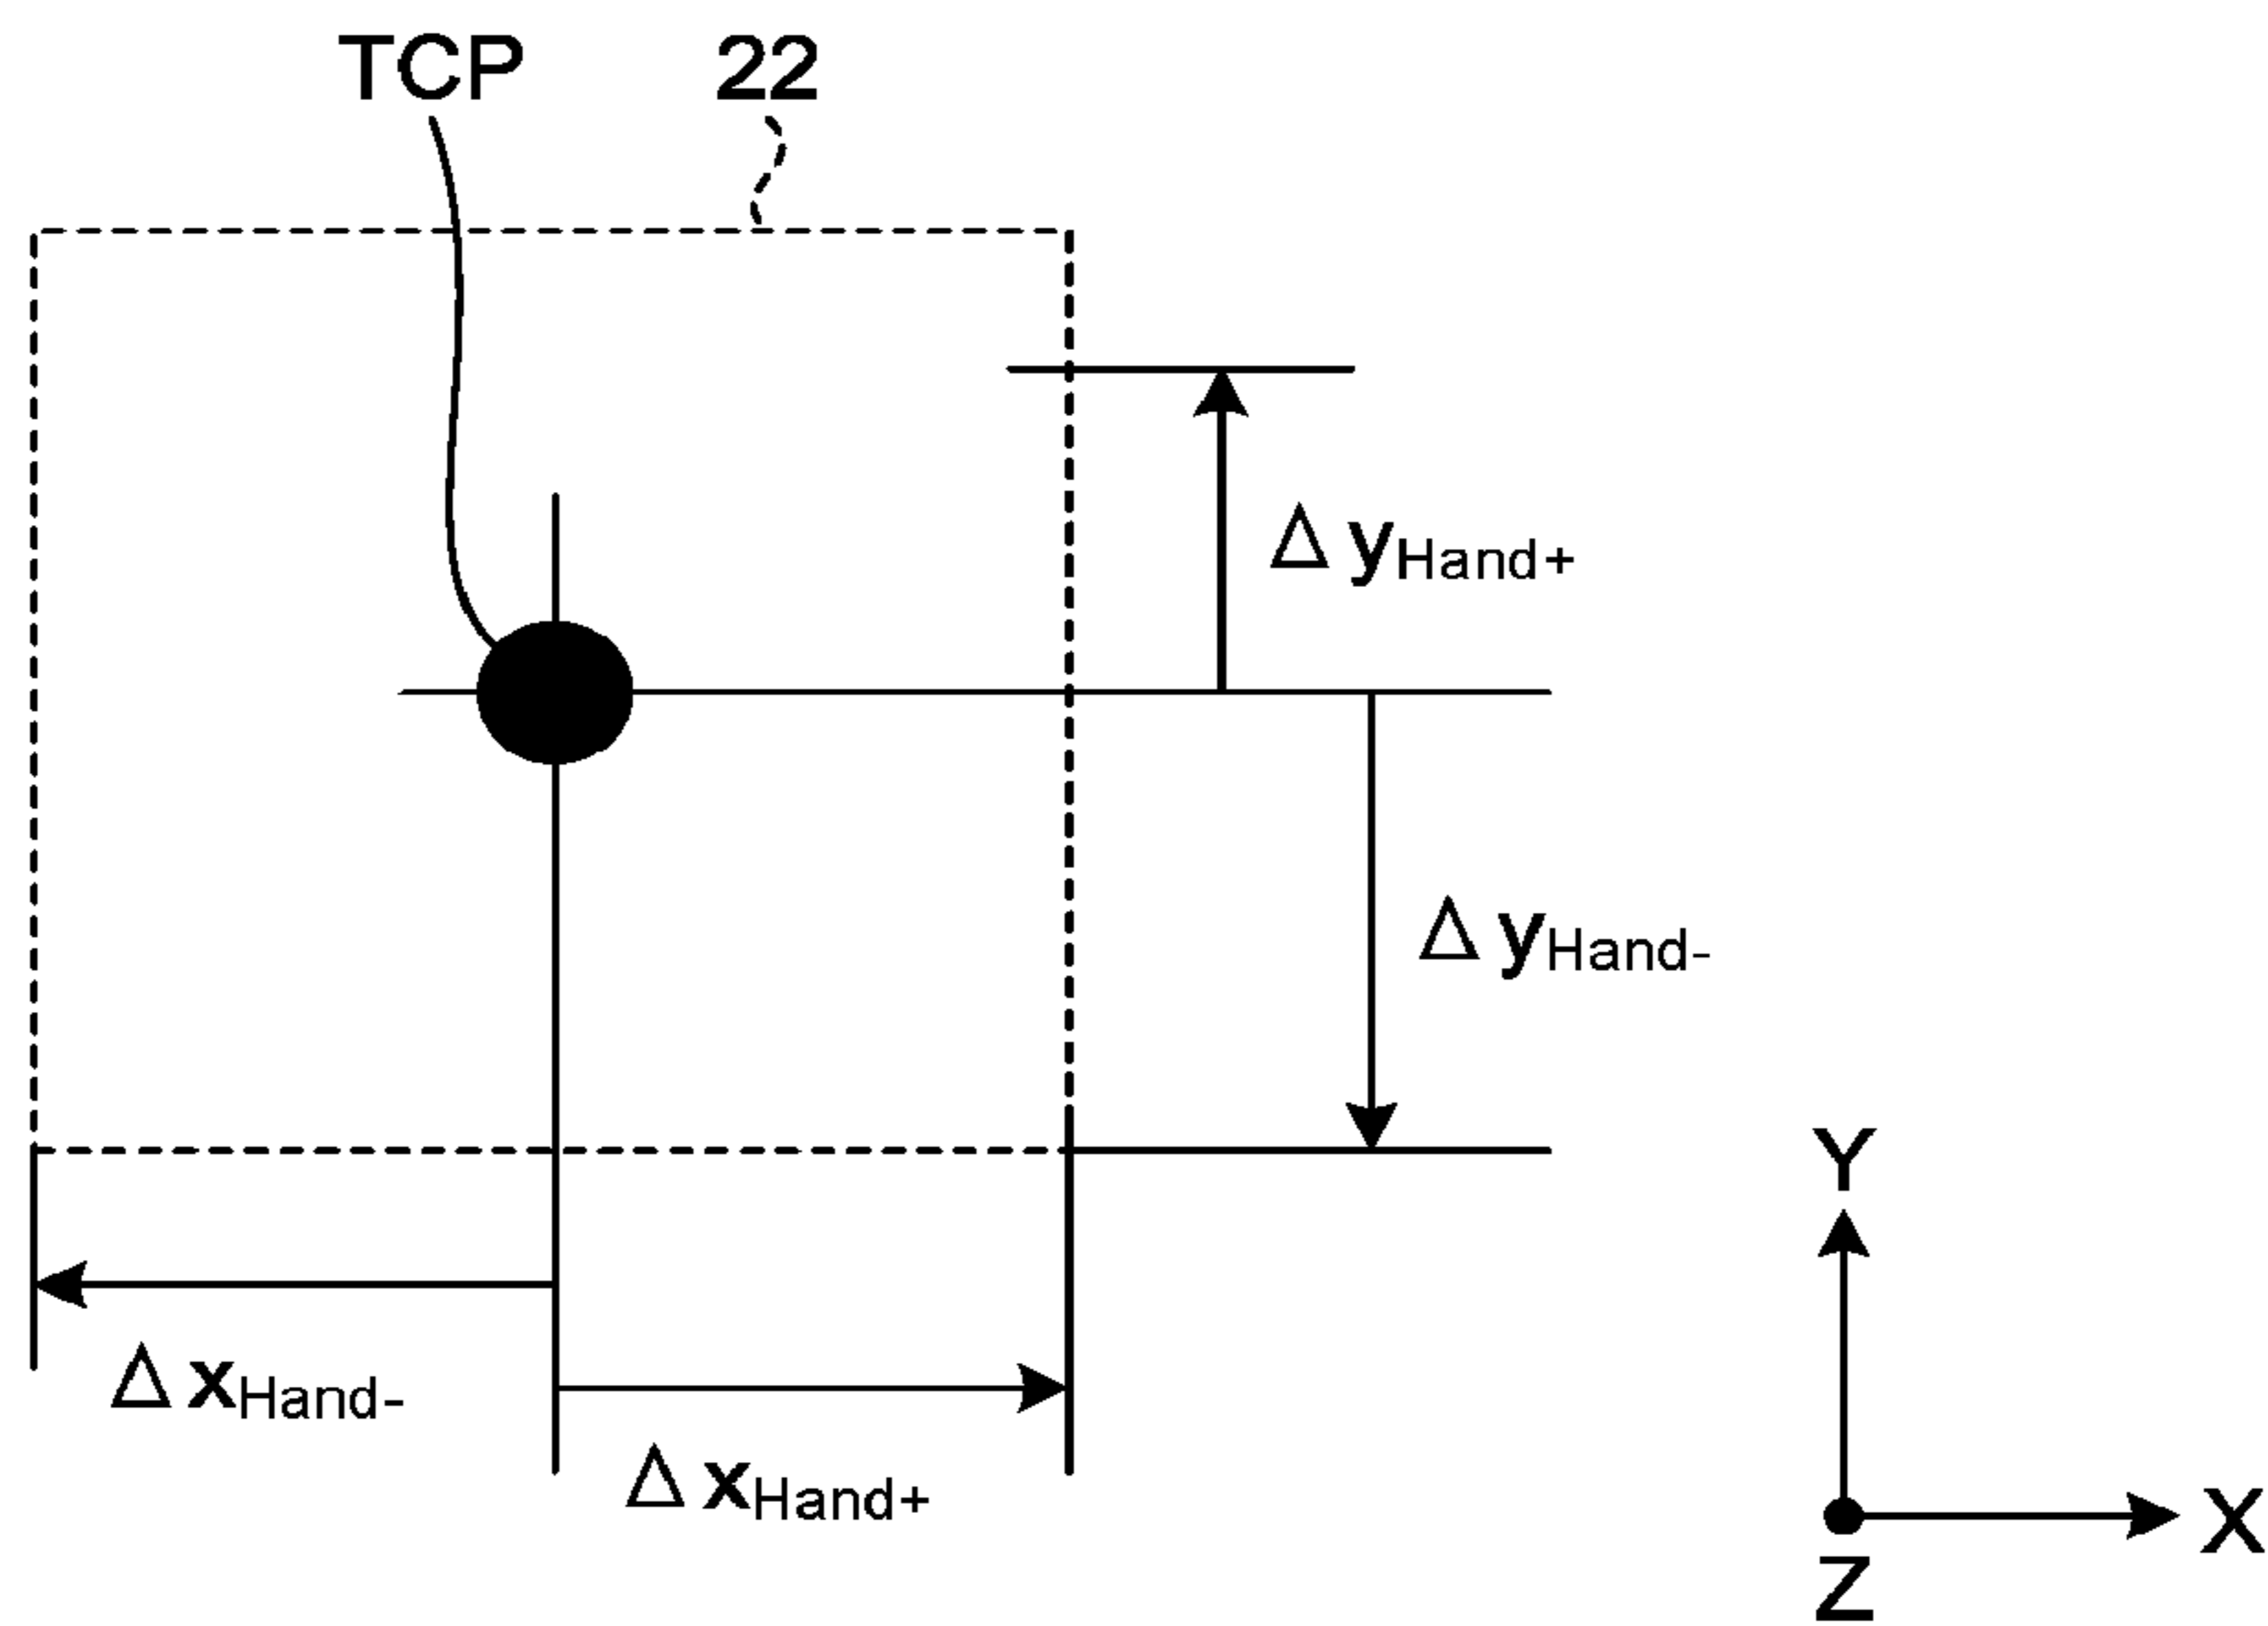 TCP 22
Δ yHand+
Δ yHand-
Δ xHand-
Δ xHand+
Y
X
Z